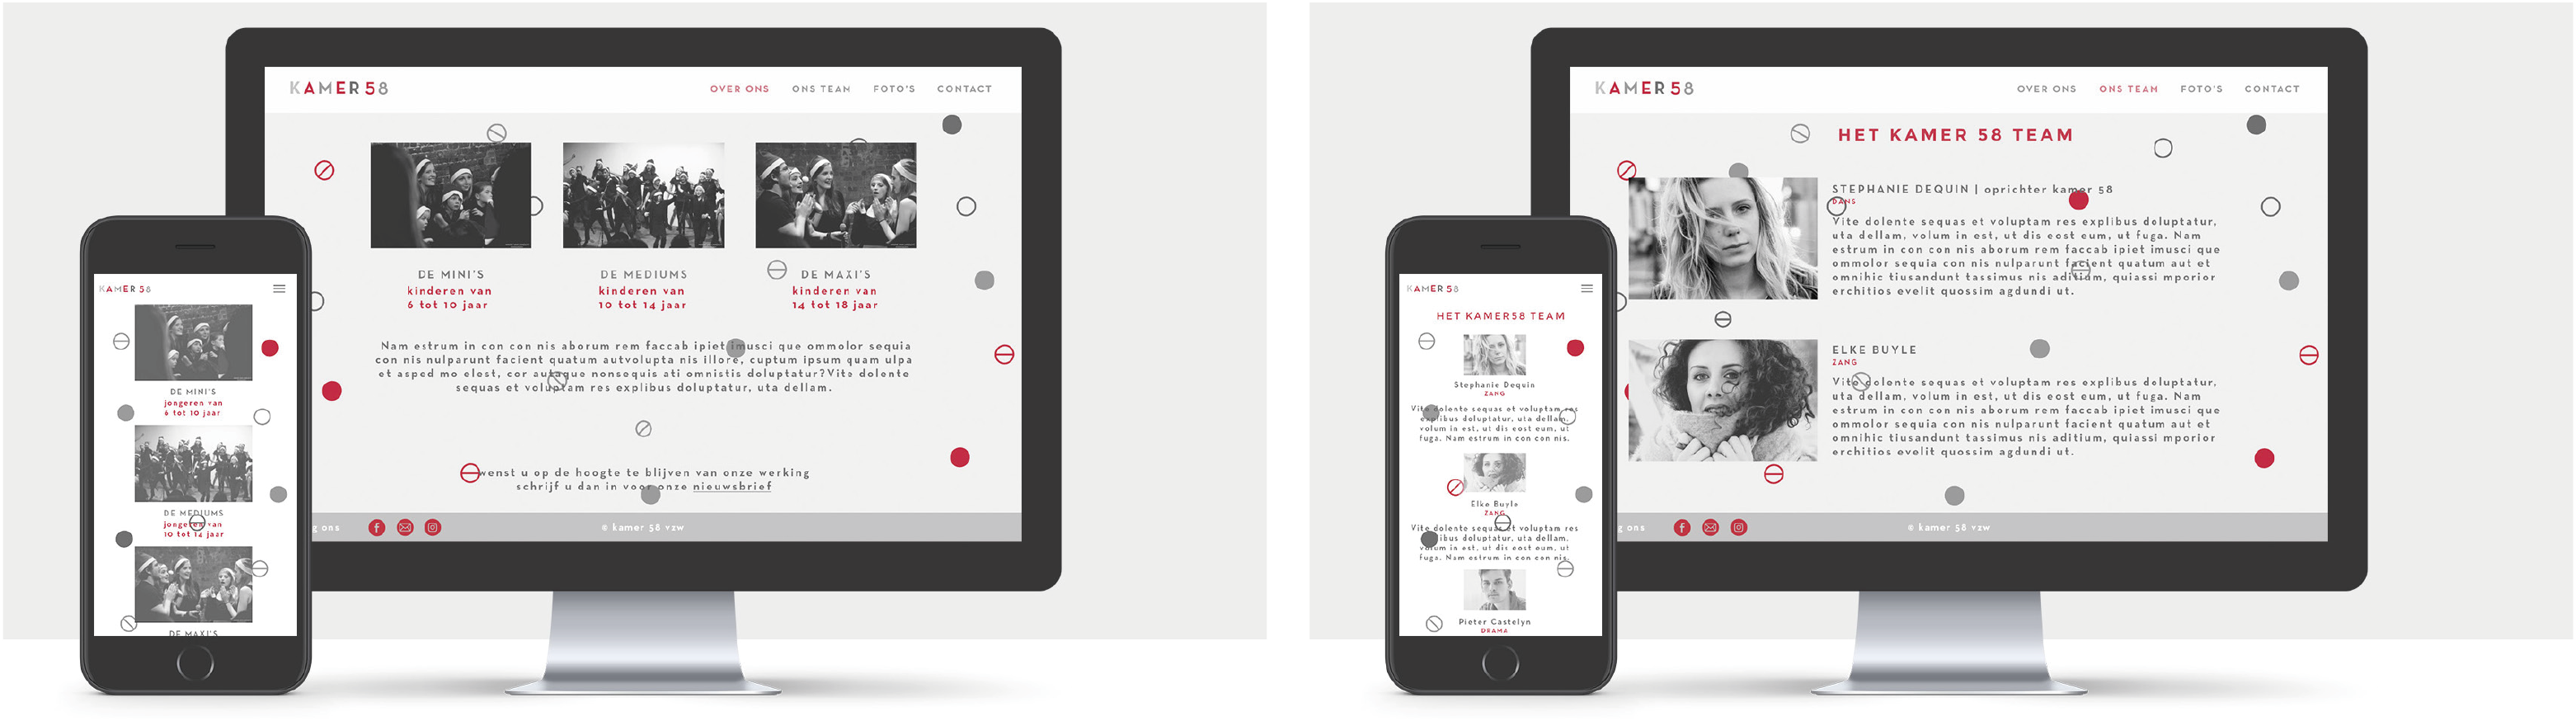 KAMER 58
OVER ONS ONS TEAM FOTO'S CONTACT
DE MINI'S
kinderen van
6 tot 10 jaar
DE MEDIUMS
kinderen van
10 tot 14 jaar
DE MAXI'S
kinderen van
14 tot 18 jaar
Nam estrum in con con nis aborum rem faccab ipiet imusci que ommolor sequia
con nis nulparunt facient quatum autvolupta nis illore, cuptum ipsum quam ulpa
et asped mo elest, cor autaque nonsequis ati omnistis doluptatur?Vite dolente
sequas et voluptam res explibus doluptatur, uta dellam.
wenst u op de hoogte te blijven van onze werking
schrijf u dan in voor onze nieuwsbrief
g ons
© kamer 58 vzw
KAMER 58
DE MINI'S
jongeren van
6 tot 10 jaar
DE MEDIUMS
jongeren van
10 tot 14 jaar
DE MAXI'S
KAMER 58
OVER ONS ONS TEAM FOTO'S CONTACT
HET KAMER 58 TEAM
STEPHANIE DEQUIN | oprichter kamer 58
DANS
Vite dolente sequas et voluptam res explibus doluptatur,
uta dellam, volum in est, ut dis eost eum, ut fuga. Nam
estrum in con con nis aborum rem faccab ipiet imusci que
ommolor sequia con nis nulparunt facient quatum aut et
omnihic tiusandunt tassimus nis aditium, quiassi mporior
erchitios evelit quossim agdundi ut.
ELKE BUYLE
ZANG
Vite dolente sequas et voluptam res explibus doluptatur,
uta dellam, volum in est, ut dis eost eum, ut fuga. Nam
estrum in con con nis aborum rem faccab ipiet imusci que
ommolor sequia con nis nulparunt facient quatum aut et
omnihic tiusandunt tassimus nis aditium, quiassi mporior
erchitios evelit quossim agdundi ut.
g ons
© kamer 58 vzw
KAMER 58
HET KAMER58 TEAM
Stephanie Dequin
ZANG
Vite dolente sequas et voluptam res
explibus doluptatur, uta dellam,
volum in est, ut dis eost eum, ut
fuga. Nam estrum in con con nis.
Elke Buyle
ZANG
Vite dolente sequas et voluptam res
explibus doluptatur, uta dellam,
volum in est, ut dis eost eum, ut
fuga. Nam estrum in con con nis.
Pieter Castelyn
DRAMA